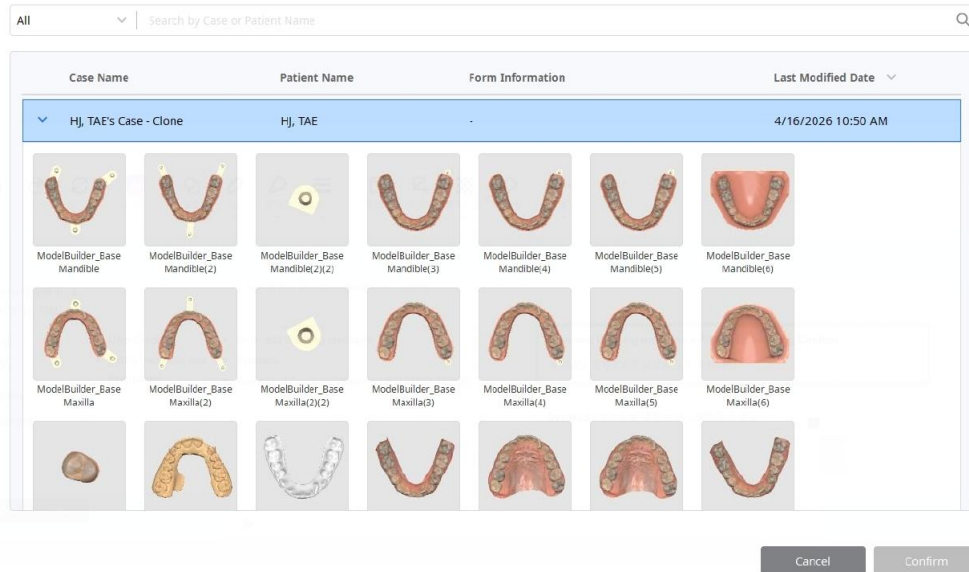 All
Search by Case or Patient Name
Case Name Patient Name Form Information Last Modified Date
HJ, TAE's Case - Clone HJ, TAE - 4/16/2026 10:50 AM
ModelBuilder_Base ModelBuilder_Base ModelBuilder_Base ModelBuilder_Base ModelBuilder_Base ModelBuilder_Base ModelBuilder_Base
Mandible Mandible(2) Mandible(2)(2) Mandible(3) Mandible(4) Mandible(5) Mandible(6)
ModelBuilder_Base ModelBuilder_Base ModelBuilder_Base ModelBuilder_Base ModelBuilder_Base ModelBuilder_Base ModelBuilder_Base
Maxilla Maxilla(2) Maxilla(2)(2) Maxilla(3) Maxilla(4) Maxilla(5) Maxilla(6)
Cancel Confirm